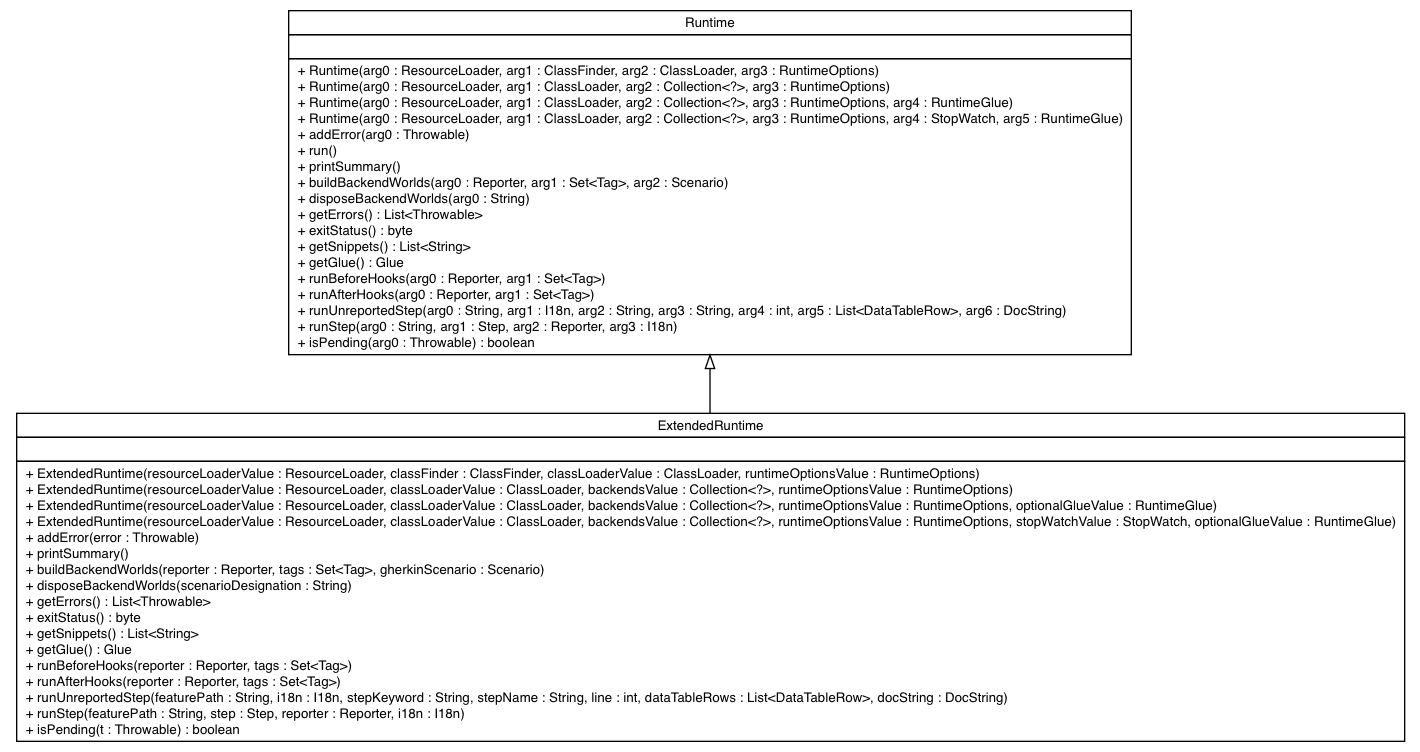 Runtime
+ Runtime(arg0 : ResourceLoader, arg1 : ClassFinder, arg2 : ClassLoader, arg3 : RuntimeOptions)
+ Runtime(arg0 : ResourceLoader, arg1 : ClassLoader, arg2 : Collection<?>, arg3 : RuntimeOptions)
+ Runtime(arg0 : ResourceLoader, arg1 : ClassLoader, arg2 : Collection<?>, arg3 : RuntimeOptions, arg4 : RuntimeGlue)
+ Runtime(arg0 : ResourceLoader, arg1 : ClassLoader, arg2 : Collection<?>, arg3 : RuntimeOptions, arg4 : StopWatch, arg5 : RuntimeGlue)
+ addError(arg0 : Throwable)
+ run()
+ printSummary()
+ buildBackendWorlds(arg0 : Reporter, arg1 : Set<Tag>, arg2 : Scenario)
+ disposeBackendWorlds(arg0 : String)
+ getErrors() : List<Throwable>
+ exitStatus() : byte
+ getSnippets() : List<String>
+ getGlue() : Glue
+ runBeforeHooks(arg0 : Reporter, arg1 : Set<Tag>)
+ runAfterHooks(arg0 : Reporter, arg1 : Set<Tag>)
+ runUnreportedStep(arg0 : String, arg1 : I18n, arg2 : String, arg3 : String, arg4 : int, arg5 : List<DataTableRow>, arg6 : DocString)
+ runStep(arg0 : String, arg1 : Step, arg2 : Reporter, arg3 : I18n)
+ isPending(arg0 : Throwable) : boolean
ExtendedRuntime
+ ExtendedRuntime(resourceLoaderValue : ResourceLoader, classFinder : ClassFinder, classLoaderValue : ClassLoader, runtimeOptionsValue : RuntimeOptions)
+ ExtendedRuntime(resourceLoaderValue : ResourceLoader, classLoaderValue : ClassLoader, backendsValue : Collection<?>, runtimeOptionsValue : RuntimeOptions)
+ ExtendedRuntime(resourceLoaderValue : ResourceLoader, classLoaderValue : ClassLoader, backendsValue : Collection<?>, runtimeOptionsValue : RuntimeOptions, optionalGlueValue : RuntimeGlue)
+ ExtendedRuntime(resourceLoaderValue : ResourceLoader, classLoaderValue : ClassLoader, backendsValue : Collection<?>, runtimeOptionsValue : RuntimeOptions, stopWatchValue : StopWatch, optionalGlueValue : RuntimeGlue)
+ addError(error : Throwable)
+ printSummary()
+ buildBackendWorlds(reporter : Reporter, tags : Set<Tag>, gherkinScenario : Scenario)
+ disposeBackendWorlds(scenarioDesignation : String)
+ getErrors() : List<Throwable>
+ exitStatus() : byte
+ getSnippets() : List<String>
+ getGlue() : Glue
+ runBeforeHooks(reporter : Reporter, tags : Set<Tag>)
+ runAfterHooks(reporter : Reporter, tags : Set<Tag>)
+ runUnreportedStep(featurePath : String, i18n : I18n, stepKeyword : String, stepName : String, line : int, dataTableRows : List<DataTableRow>, docString : DocString)
+ runStep(featurePath : String, step : Step, reporter : Reporter, i18n : I18n)
+ isPending(t : Throwable) : boolean